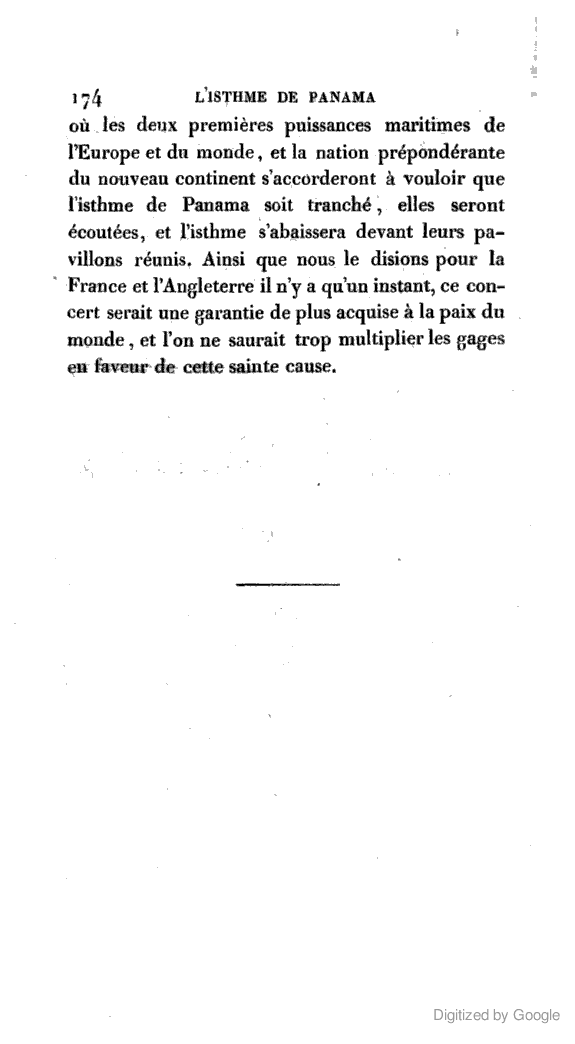 174 L'ISTHME DE PANAMA
où les deux premières puissances maritimes de
l'Europe et du monde, et la nation prépondérante
du nouveau continent s'accorderont à vouloir que
l'isthme de Panama soit tranché, elles seront
écoutées, et l'isthme s'abaissera devant leurs pa-
villons réunis. Ainsi que nous le disions pour la
France et l'Angleterre il n'y a qu'un instant, ce con-
cert serait une garantie de plus acquise à la paix du
monde, et l'on ne saurait trop multiplier les gages
en faveur de cette sainte cause.
Digitized by Google